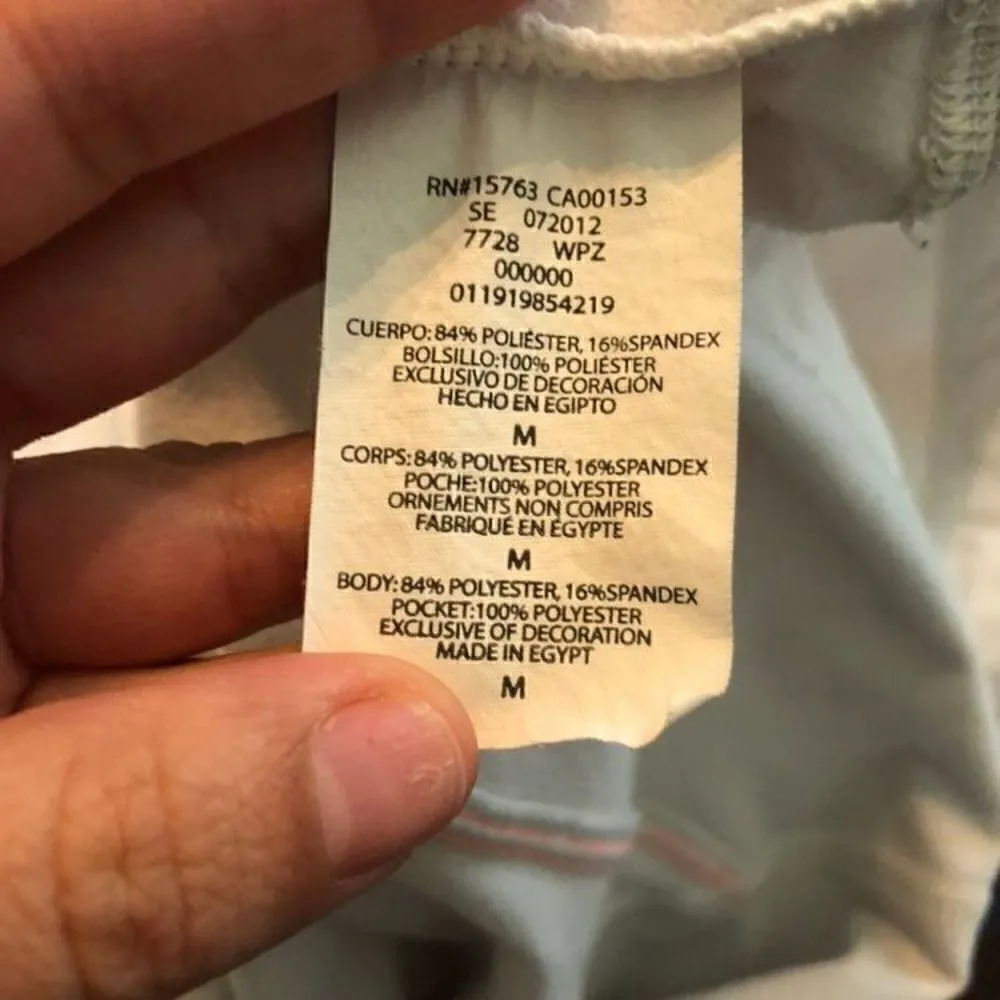 RN#15763 CA00153
SE 072012
7728 WPZ
000000
011919854219
CUERPO:84% POLIÉSTER, 16%SPANDEX
BOLSILLO:100% POLIÉSTER
EXCLUSIVO DE DECORACIÓN
HECHO EN EGIPTO
M
CORPS:84% POLYESTER, 16%SPANDEX
POCHE:100% POLYESTER
ORNEMENTS NON COMPRIS
FABRIQUÉ EN ÉGYPTE
M
BODY:84% POLYESTER, 16%SPANDEX
POCKET:100% POLYESTER
EXCLUSIVE OF DECORATION
MADE IN EGYPT
M